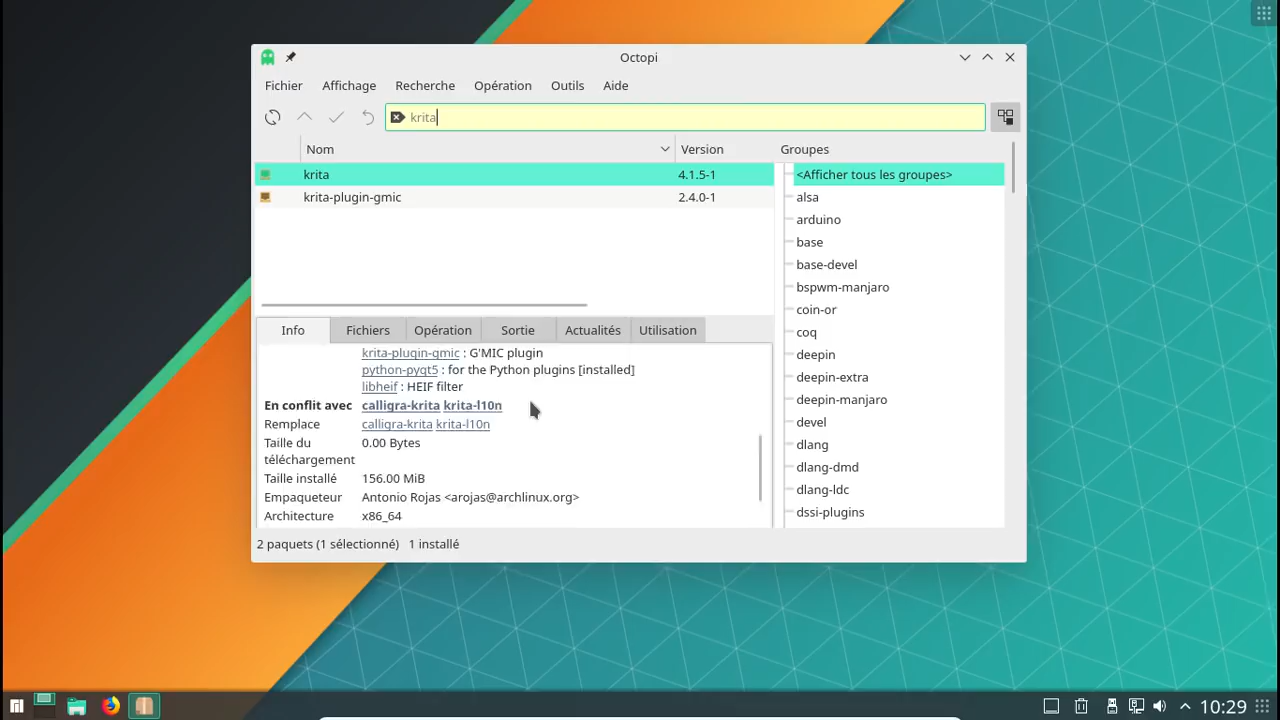 Octopi
Fichier Affichage Recherche Opération Outils Aide
krita
Nom Version Groupes
krita 4.1.5-1
krita-plugin-gmic 2.4.0-1
<Afficher tous les groupes>
alsa
arduino
base
base-devel
bspwm-manjaro
coin-or
coq
deepin
deepin-extra
deepin-manjaro
devel
dlang
dlang-dmd
dlang-ldc
dssi-plugins
Info Fichiers Opération Sortie Actualités Utilisation
krita-plugin-gmic : G'MIC plugin
python-pyqt5 : for the Python plugins [installed]
libheif : HEIF filter
En conflit avec calligra-krita krita-l10n
Remplace calligra-krita krita-l10n
Taille du 0.00 Bytes
téléchargement
Taille installé 156.00 MiB
Empaqueteur Antonio Rojas <arojas@archlinux.org>
Architecture x86_64
2 paquets (1 sélectionné) 1 installé
10:29